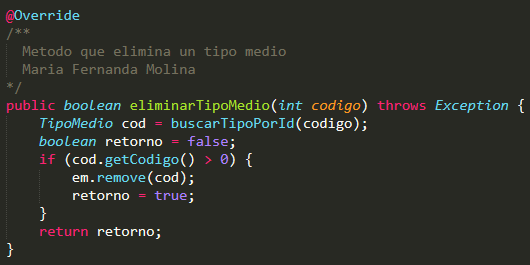 @Override
/**
  Metodo que elimina un tipo medio
  Maria Fernanda Molina
*/
public boolean eliminarTipoMedio(int codigo) throws Exception {
    TipoMedio cod = buscarTipoPorId(codigo);
    boolean retorno = false;
    if (cod.getCodigo() > 0) {
        em.remove(cod);
        retorno = true;
    }
    return retorno;
}